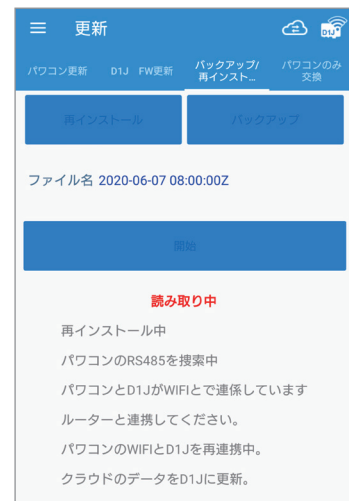 更新
D1J
パワコン更新 D1J FW更新 バックアップ/ パワコンのみ
再インスト... 交換
再インストール バックアップ
ファイル名 2020-06-07 08:00:00Z
開始
読み取り中
再インストール中
パワコンのRS485を捜索中
パワコンとD1JがWIFIとで連係しています
ルーターと連携してください。
パワコンのWIFIとD1Jを再連携中。
クラウドのデータをD1Jに更新。